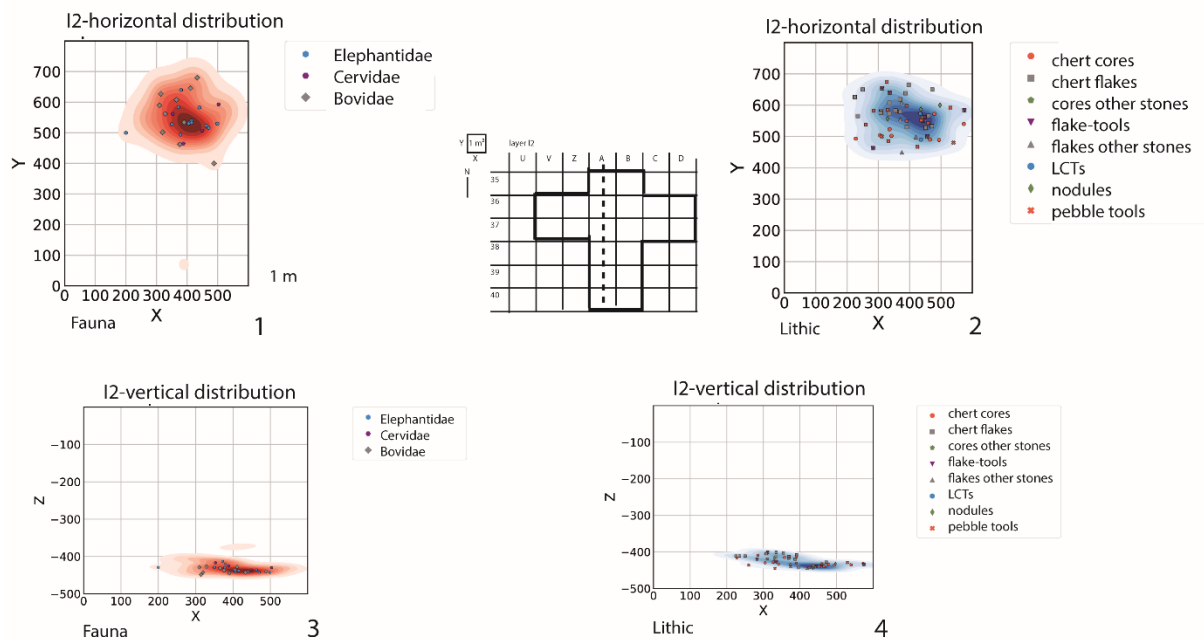 I2-horizontal distribution
700
600
500
400
300
200
100
0
Y
0 100 200 300 400 500
X
Fauna
1
1 m
Elephantidae
Cervidae
Bovidae
Y 1 m² layer I2
X U V Z A B C D
N
35
36
37
38
39
40
I2-horizontal distribution
700
600
500
400
300
200
100
0
Y
0 100 200 300 400 500
X
Lithic
2
chert cores
chert flakes
cores other stones
flake-tools
flakes other stones
LCTs
nodules
pebble tools
I2-vertical distribution
−100
−200
−300
−400
−500
Z
0 100 200 300 400 500
X
Fauna
3
Elephantidae
Cervidae
Bovidae
I2-vertical distribution
−100
−200
−300
−400
−500
Z
0 100 200 300 400 500
X
Lithic
4
chert cores
chert flakes
cores other stones
flake-tools
flakes other stones
LCTs
nodules
pebble tools